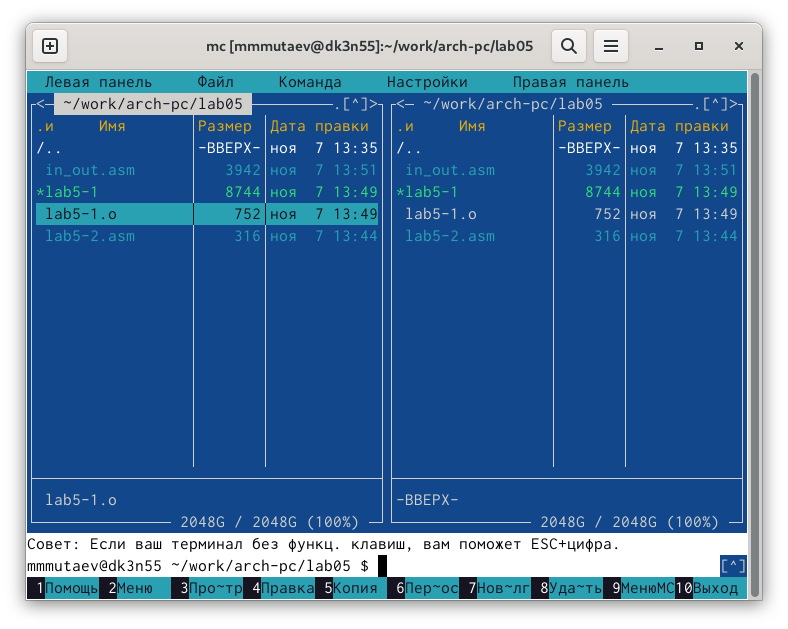 mc [mmmutaev@dk3n55]:~/work/arch-pc/lab05
Левая панель Файл Команда Настройки Правая панель
<— ~/work/arch-pc/lab05 —.[^]> <— ~/work/arch-pc/lab05 —.[^]>
.и Имя Размер Дата правки .и Имя Размер Дата правки
/.. -ВВЕРХ- ноя 7 13:35 /.. -ВВЕРХ- ноя 7 13:35
in_out.asm 3942 ноя 7 13:51 in_out.asm 3942 ноя 7 13:51
*lab5-1 8744 ноя 7 13:49 *lab5-1 8744 ноя 7 13:49
lab5-1.o 752 ноя 7 13:49 lab5-1.o 752 ноя 7 13:49
lab5-2.asm 316 ноя 7 13:44 lab5-2.asm 316 ноя 7 13:44
lab5-1.o -ВВЕРХ-
2048G / 2048G (100%) 2048G / 2048G (100%)
Совет: Если ваш терминал без функц. клавиш, вам поможет ESC+цифра.
mmmutaev@dk3n55 ~/work/arch-pc/lab05 $ [^]
1Помощь 2Меню 3Про~тр 4Правка 5Копия 6Пер~ос 7Нов~лг 8Уда~ть 9МенюМС 10Выход